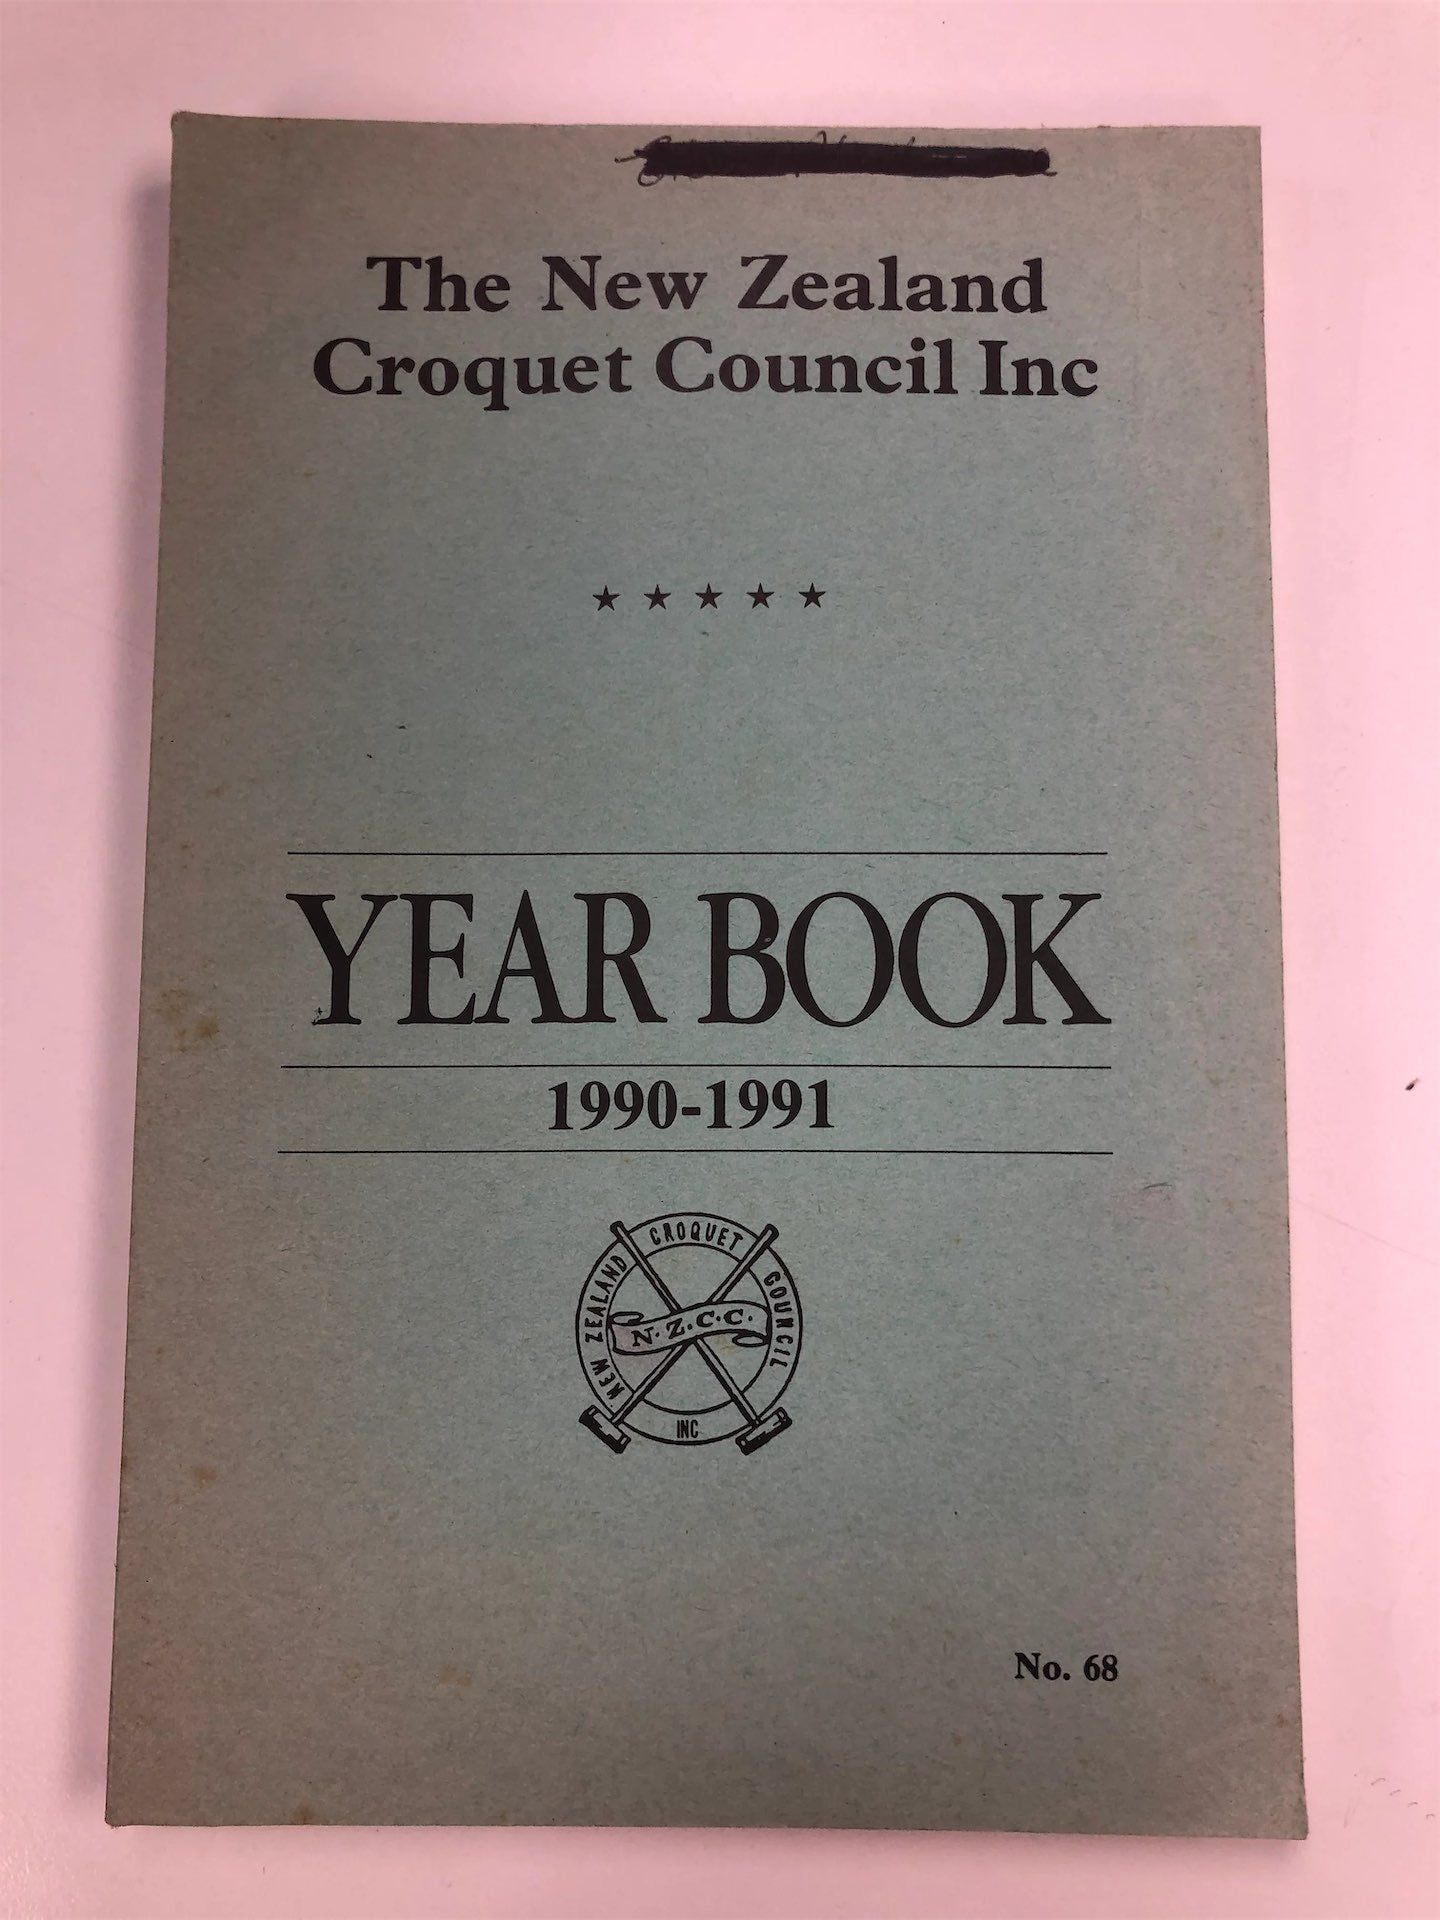 The New Zealand
Croquet Council Inc
YEAR BOOK
1990-1991
NEW ZEALAND CROQUET COUNCIL
N.Z.C.C.
INC
No. 68